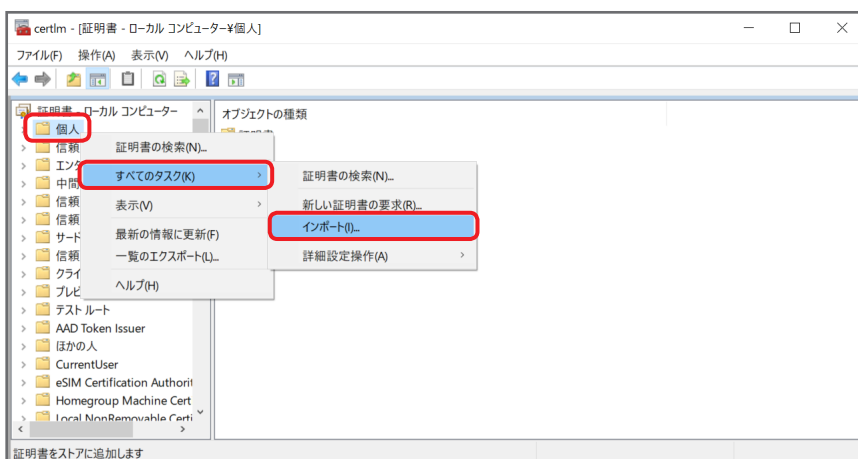 certlm - [証明書 - ローカル コンピューター¥個人]
ファイル(F) 操作(A) 表示(V) ヘルプ(H)
証明書 - ローカル コンピューター
個人
信頼
エンタ
中間
信頼
信頼
サード
信頼
クライ
プレビ
テスト ルート
AAD Token Issuer
ほかの人
CurrentUser
eSIM Certification Authorit
Homegroup Machine Cert
Local NonRemovable Certi
オブジェクトの種類
証明書の検索(N)...
すべてのタスク(K)
表示(V)
最新の情報に更新(F)
一覧のエクスポート(L)...
ヘルプ(H)
証明書の検索(N)...
新しい証明書の要求(R)...
インポート(I)...
詳細設定操作(A)
証明書をストアに追加します